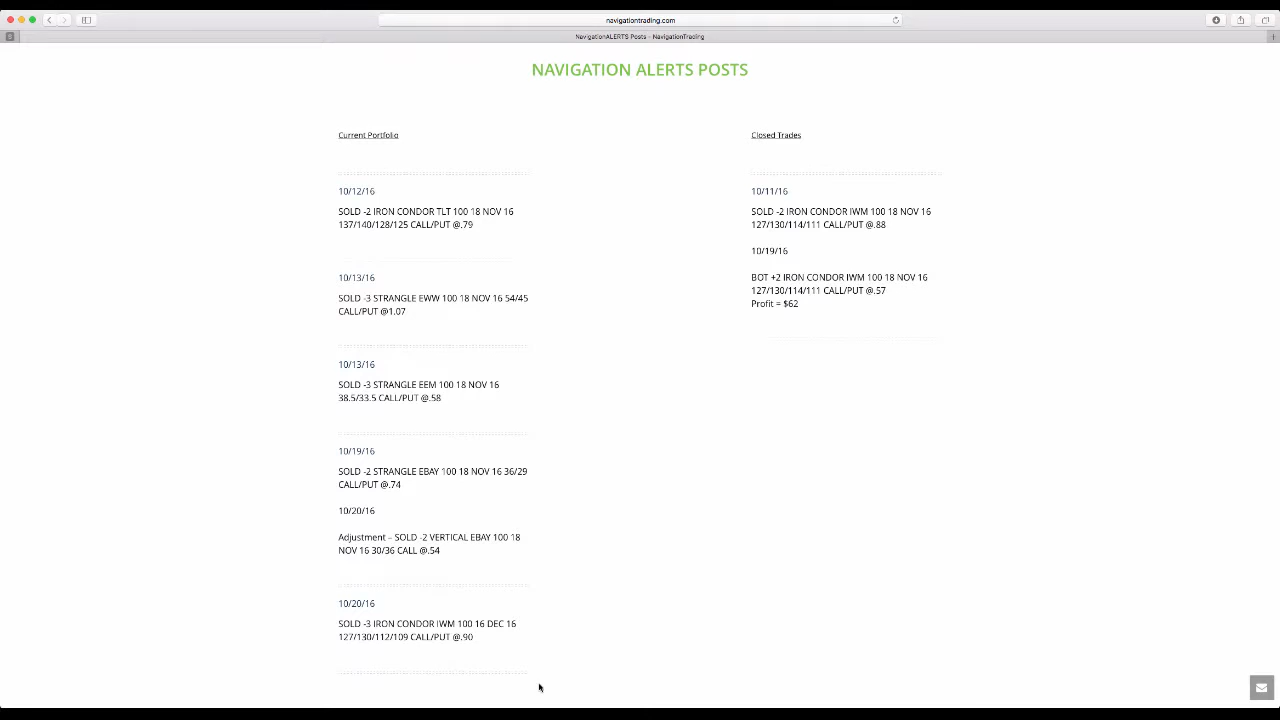 navigationtrading.com
NavigationALERTS Posts - NavigationTrading
NAVIGATION ALERTS POSTS
Current Portfolio
10/12/16
SOLD -2 IRON CONDOR TLT 100 18 NOV 16
137/140/128/125 CALL/PUT @.79
10/13/16
SOLD -3 STRANGLE EWW 100 18 NOV 16 54/45
CALL/PUT @1.07
10/13/16
SOLD -3 STRANGLE EEM 100 18 NOV 16
38.5/33.5 CALL/PUT @.58
10/19/16
SOLD -2 STRANGLE EBAY 100 18 NOV 16 36/29
CALL/PUT @.74
10/20/16
Adjustment – SOLD -2 VERTICAL EBAY 100 18
NOV 16 30/36 CALL @.54
10/20/16
SOLD -3 IRON CONDOR IWM 100 16 DEC 16
127/130/112/109 CALL/PUT @.90
Closed Trades
10/11/16
SOLD -2 IRON CONDOR IWM 100 18 NOV 16
127/130/114/111 CALL/PUT @.88
10/19/16
BOT +2 IRON CONDOR IWM 100 18 NOV 16
127/130/114/111 CALL/PUT @.57
Profit = $62